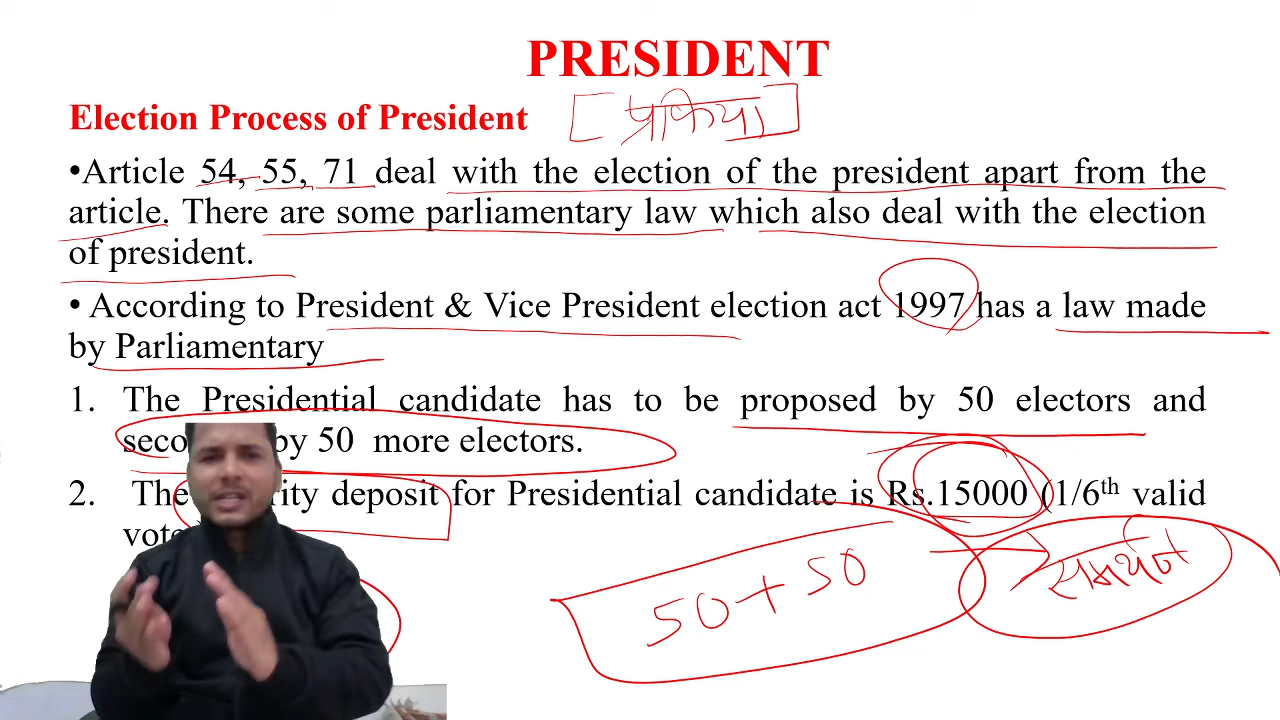 PRESIDENT
Election Process of President [प्रक्रिया]
•Article 54, 55, 71 deal with the election of the president apart from the
article. There are some parliamentary law which also deal with the election
of president.
• According to President & Vice President election act 1997 has a law made
by Parliamentary
1. The Presidential candidate has to be proposed by 50 electors and
by 50 more electors.
2. The deposit for Presidential candidate is Rs.15000 (1/6th valid
50+50
समर्थन